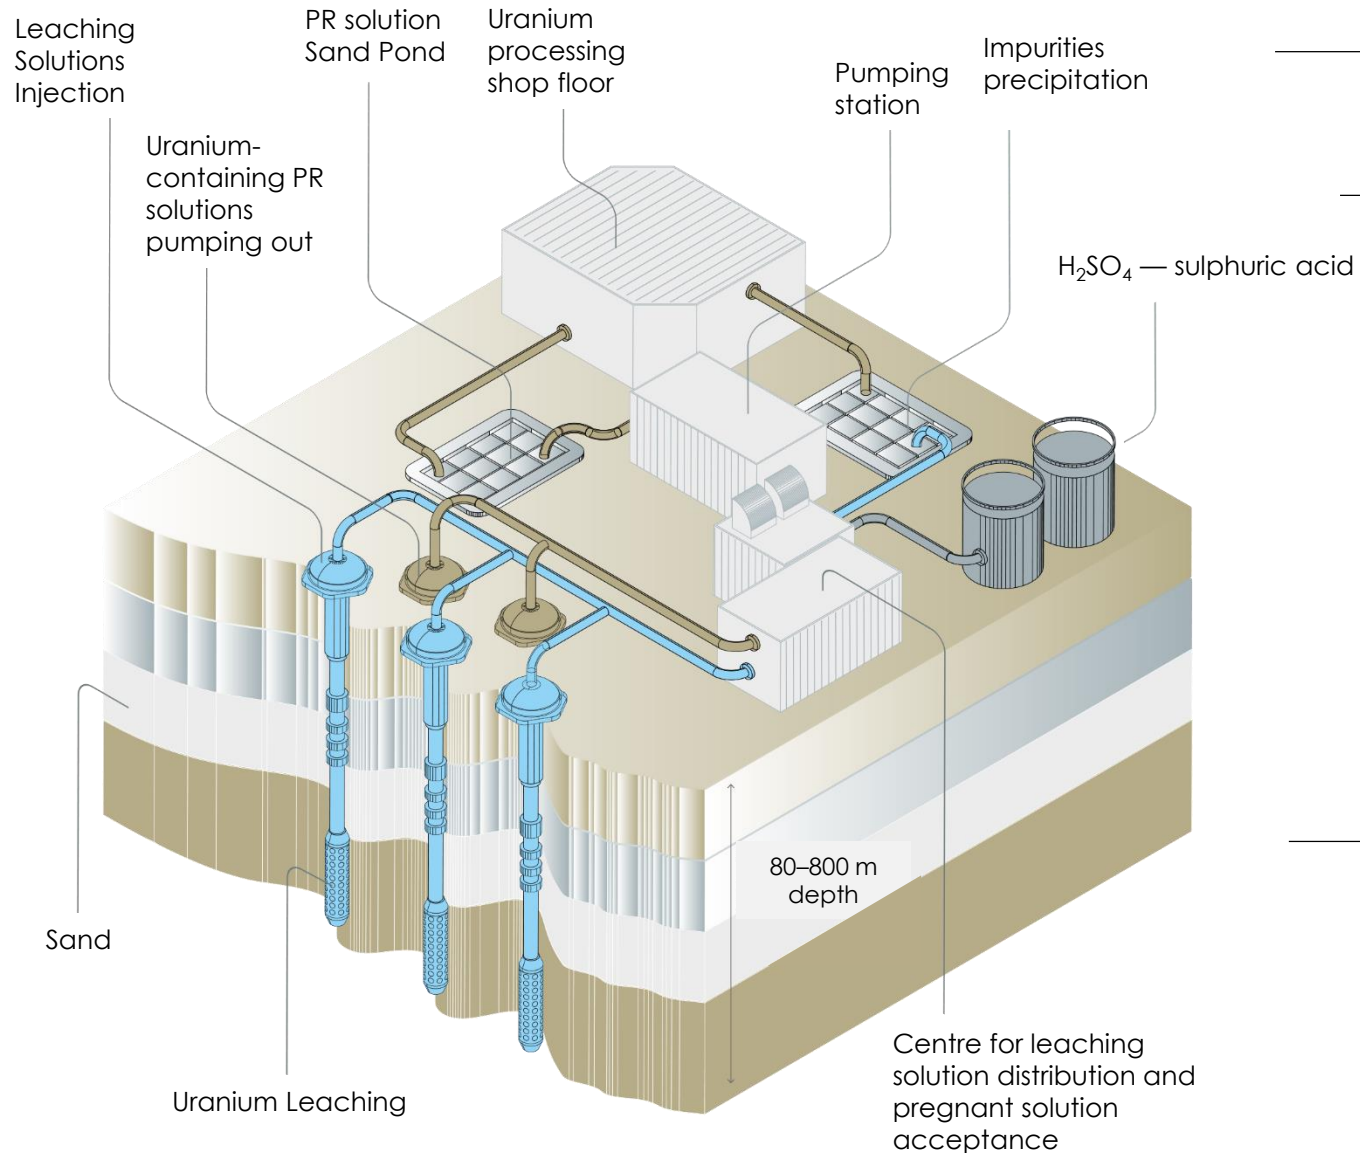 Leaching
Solutions
Injection
PR solution
Sand Pond
Uranium
processing
shop floor
Pumping
station
Impurities
precipitation
Uranium-
containing PR
solutions
pumping out
H₂SO₄ — sulphuric acid
80–800 m
depth
Sand
Uranium Leaching
Centre for leaching
solution distribution and
pregnant solution
acceptance